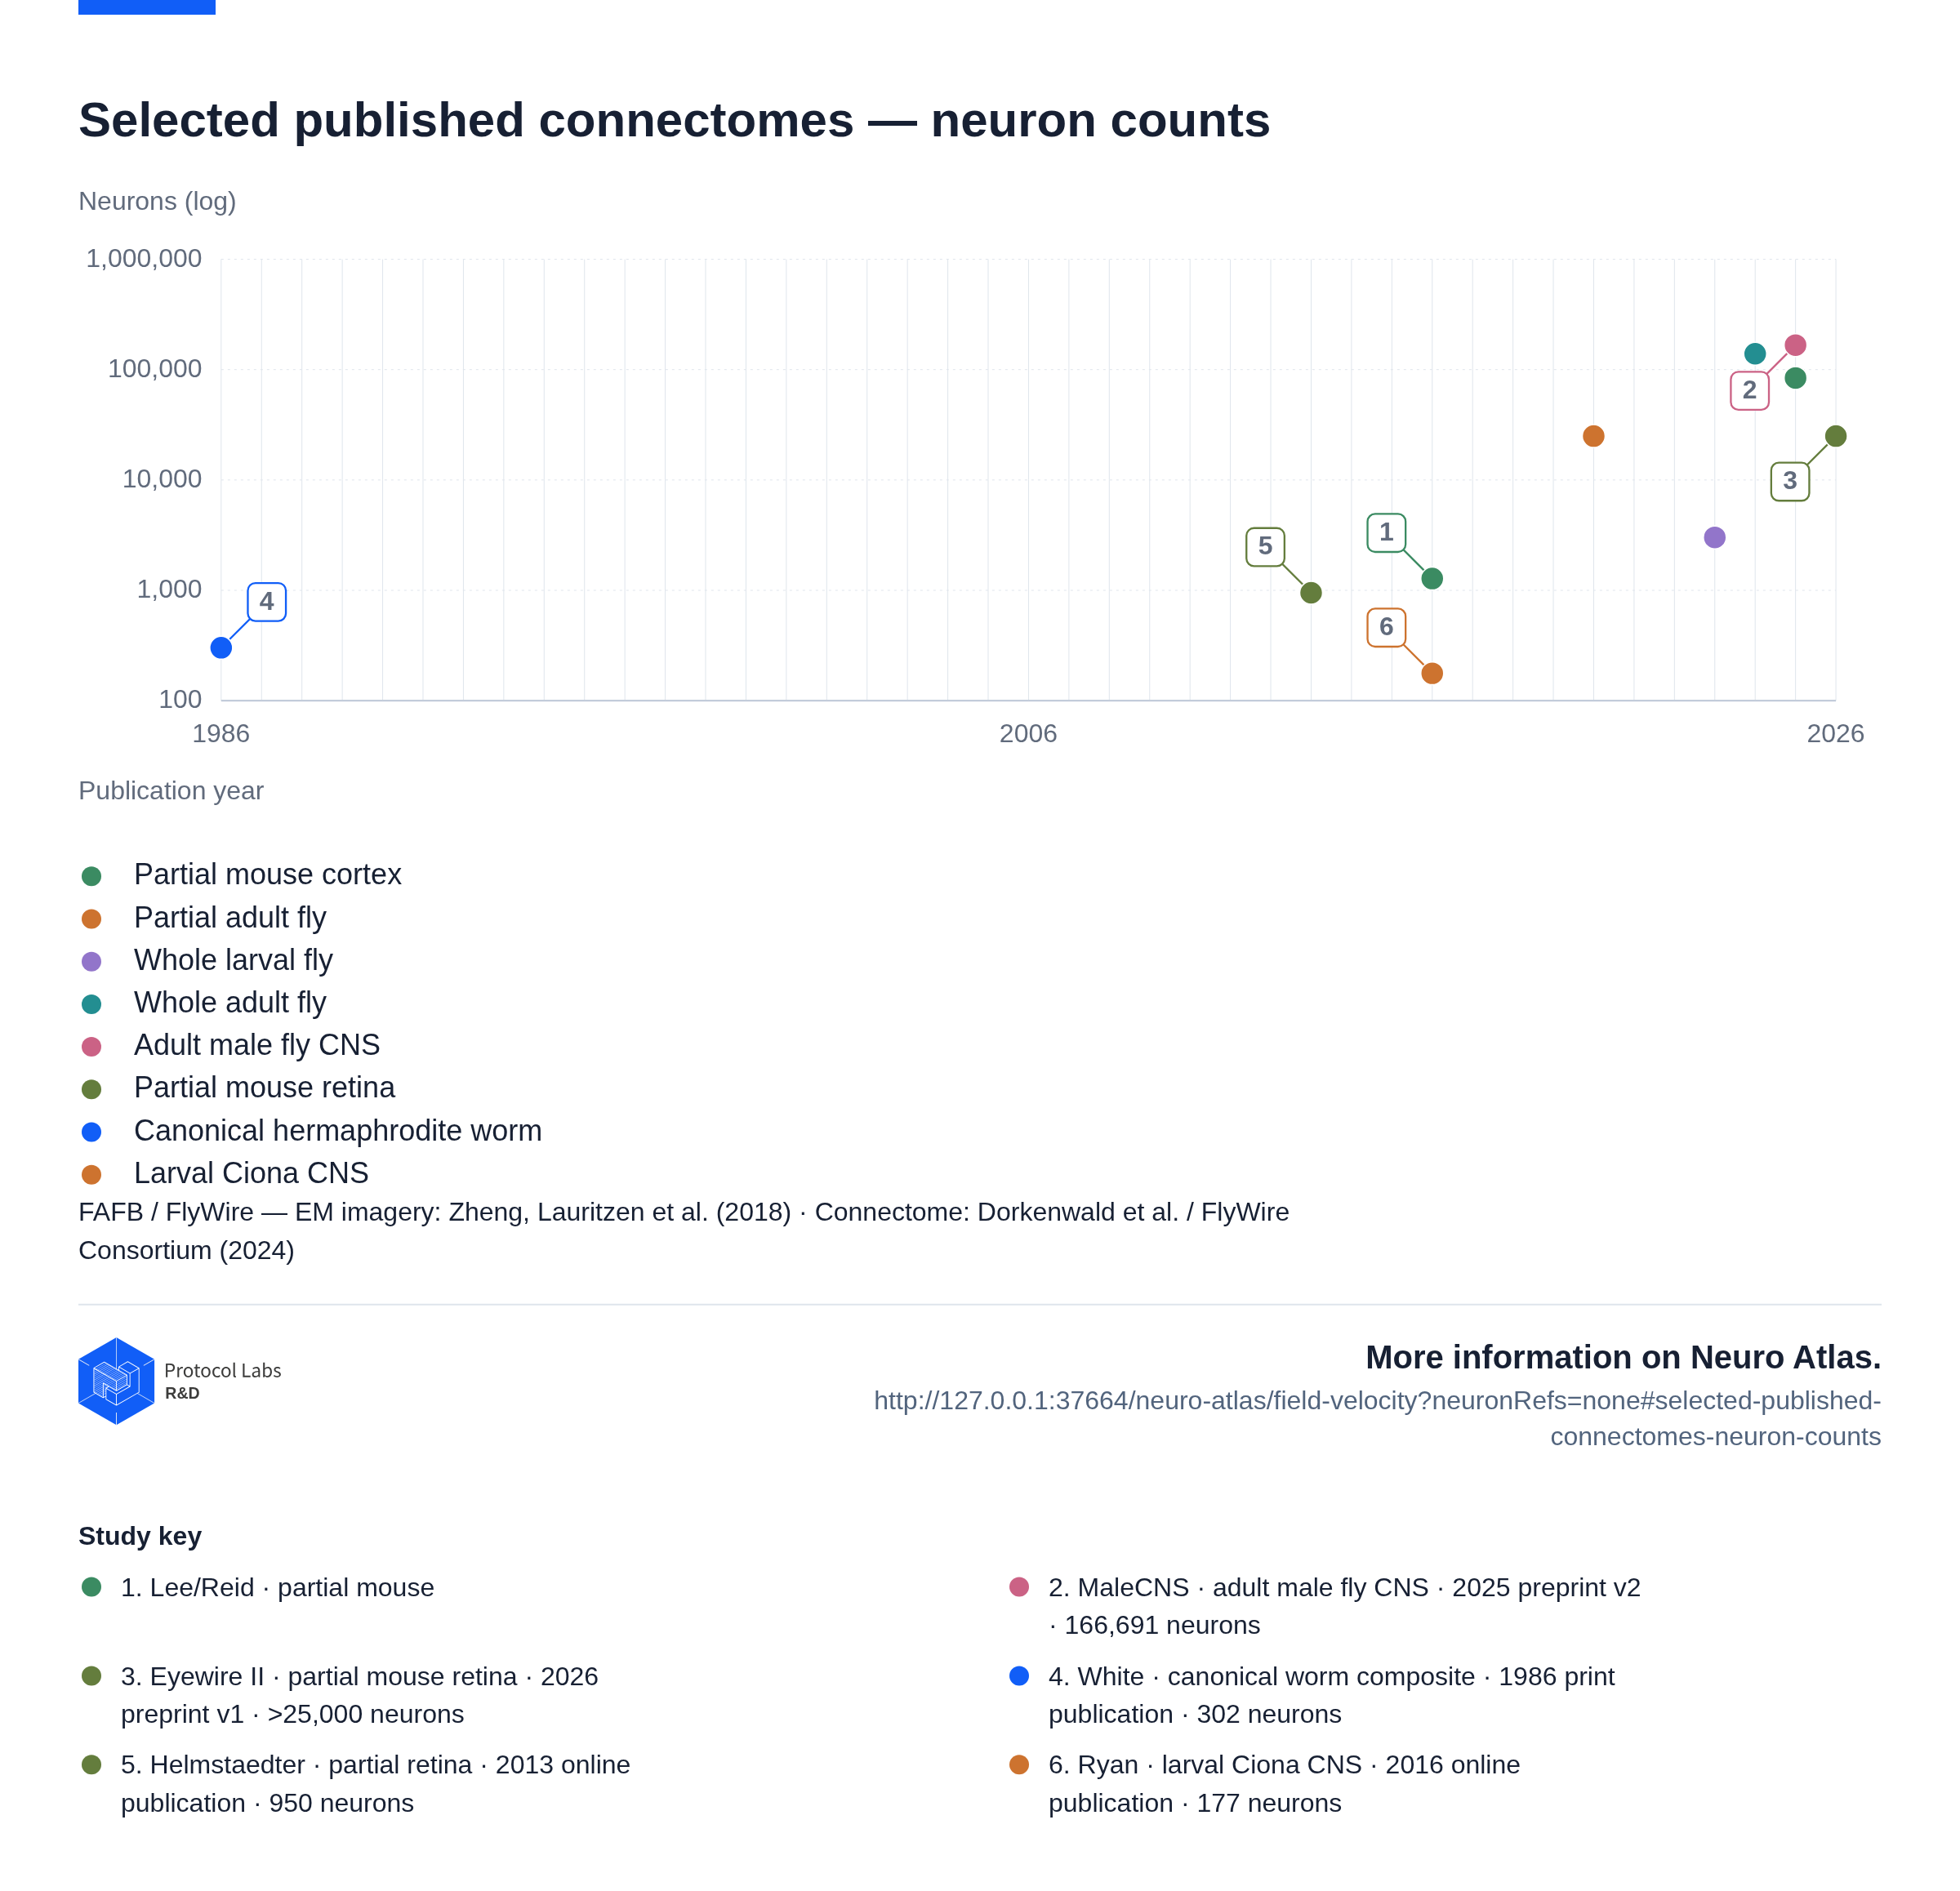 Selected published connectomes — neuron counts
Neurons (log)
1,000,000
100,000
10,000
1,000
100
2
3
5
1
4
6
1986
2006
2026
Publication year
Partial mouse cortex
Partial adult fly
Whole larval fly
Whole adult fly
Adult male fly CNS
Partial mouse retina
Canonical hermaphrodite worm
Larval Ciona CNS
FAFB / FlyWire — EM imagery: Zheng, Lauritzen et al. (2018) · Connectome: Dorkenwald et al. / FlyWire
Consortium (2024)
Protocol Labs
R&D
More information on Neuro Atlas.
http://127.0.0.1:37664/neuro-atlas/field-velocity?neuronRefs=none#selected-published-
connectomes-neuron-counts
Study key
1. Lee/Reid · partial mouse
2. MaleCNS · adult male fly CNS · 2025 preprint v2
· 166,691 neurons
3. Eyewire II · partial mouse retina · 2026
preprint v1 · >25,000 neurons
4. White · canonical worm composite · 1986 print
publication · 302 neurons
5. Helmstaedter · partial retina · 2013 online
publication · 950 neurons
6. Ryan · larval Ciona CNS · 2016 online
publication · 177 neurons